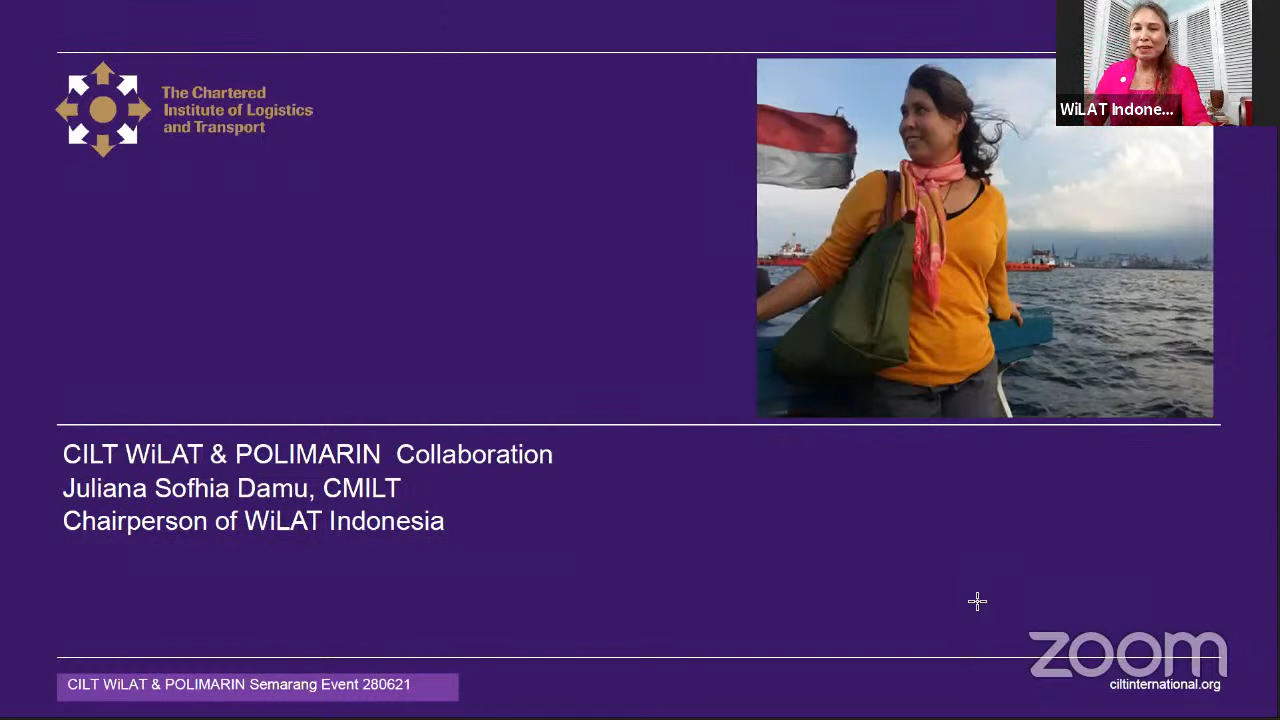 The Chartered
Institute of Logistics
and Transport
WiLAT Indone...
CILT WiLAT & POLIMARIN Collaboration
Juliana Sofhia Damu, CMILT
Chairperson of WiLAT Indonesia
zoom
CILT WiLAT & POLIMARIN Semarang Event 280621
ciltinternational.org